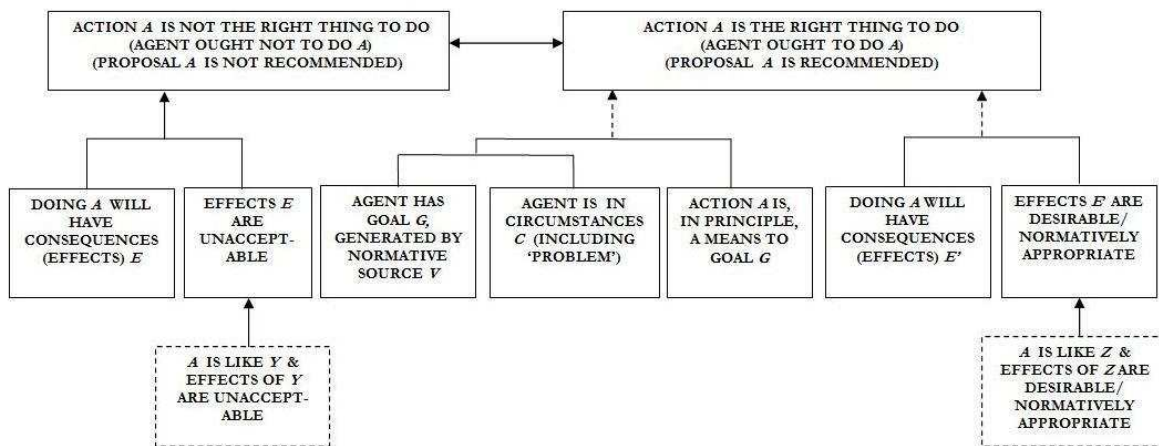 ACTION A IS NOT THE RIGHT THING TO DO
(AGENT OUGHT NOT TO DO A)
(PROPOSAL A IS NOT RECOMMENDED)
ACTION A IS THE RIGHT THING TO DO
(AGENT OUGHT TO DO A)
(PROPOSAL A IS RECOMMENDED)
DOING A WILL
HAVE
CONSEQUENCES
(EFFECTS) E
EFFECTS E
ARE
UNACCEPT-
ABLE
AGENT HAS
GOAL G,
GENERATED BY
NORMATIVE
SOURCE V
AGENT IS IN
CIRCUMSTANCES
C (INCLUDING
‘PROBLEM’)
ACTION A IS,
IN PRINCIPLE,
A MEANS TO
GOAL G
DOING A WILL
HAVE
CONSEQUENCES
(EFFECTS) E’
EFFECTS E’ ARE
DESIRABLE/
NORMATIVELY
APPROPRIATE
A IS LIKE Y &
EFFECTS OF Y
ARE UNACCEPT-
ABLE
A IS LIKE Z &
EFFECTS OF Z ARE
DESIRABLE/
NORMATIVELY
APPROPRIATE